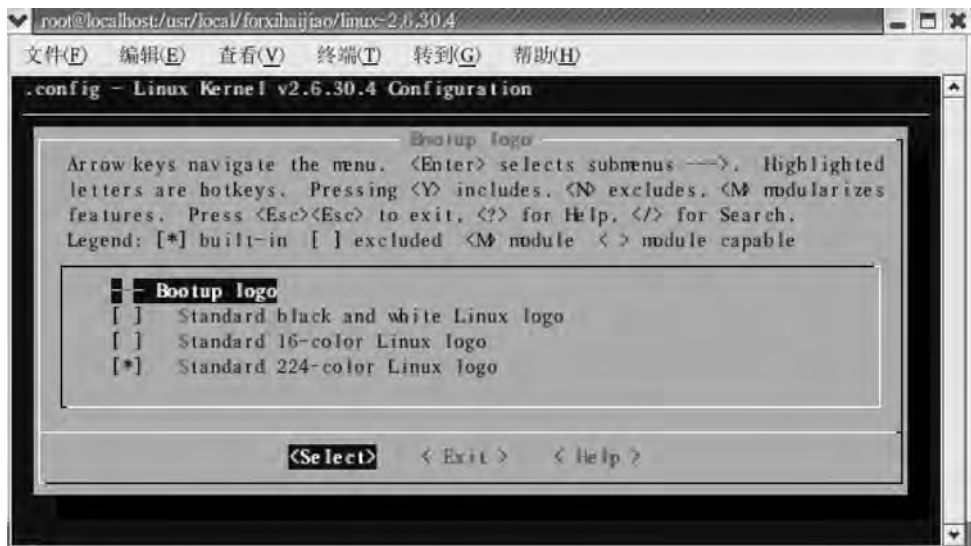 root@localhost:/usr/local/forxihaijiao/linux-2.6.30.4
文件(F) 编辑(E) 查看(V) 终端(T) 转到(G) 帮助(H)
.config - Linux Kernel v2.6.30.4 Configuration
Bootup logo
Arrow keys navigate the menu. <Enter> selects submenus --->. Highlighted
letters are hotkeys. Pressing <Y> includes, <N> excludes, <M> modularizes
features. Press <Esc><Esc> to exit, <?> for Help, </> for Search.
Legend: [*] built-in [ ] excluded <M> module < > module capable
--- Bootup logo
[ ] Standard black and white Linux logo
[ ] Standard 16-color Linux logo
[*] Standard 224-color Linux logo
<Select> < Exit > < Help >